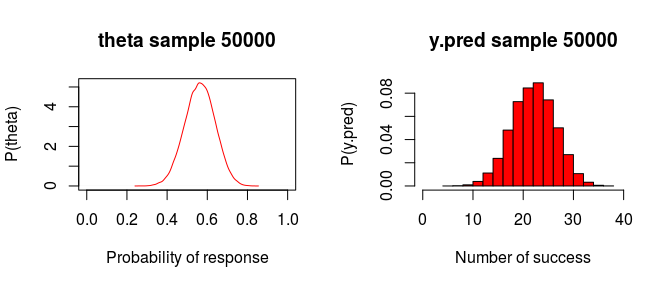 theta sample 50000
P(theta)
0 2 4
0.0 0.2 0.4 0.6 0.8 1.0
Probability of response
y.pred sample 50000
P(y.pred)
0.00 0.04 0.08
0 10 20 30 40
Number of success